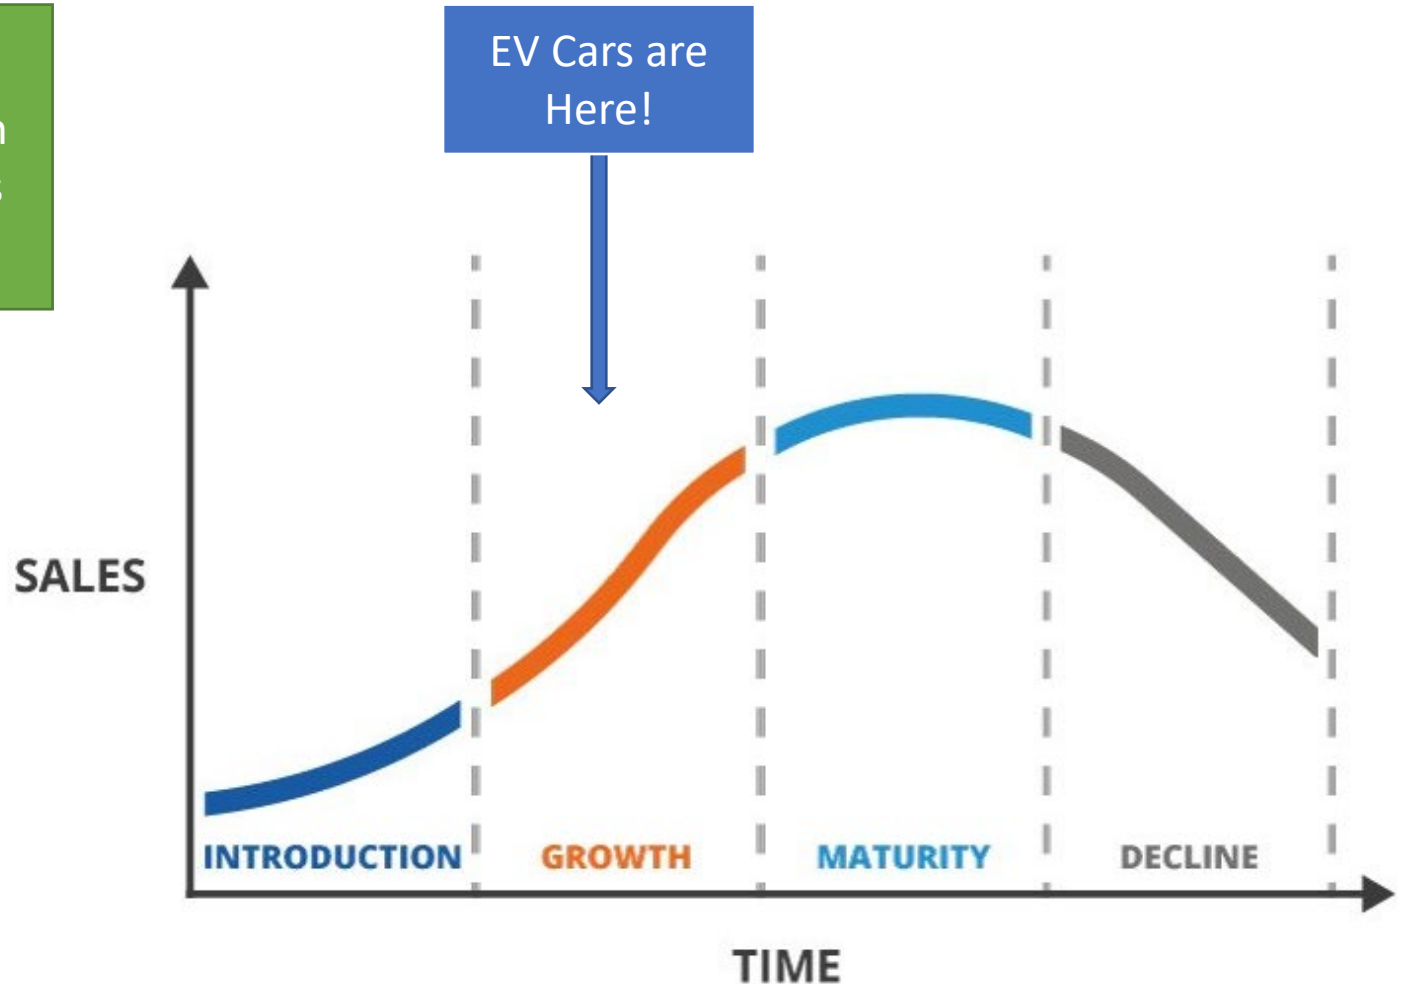 EV Cars are
Here!
SALES
INTRODUCTION
GROWTH
MATURITY
DECLINE
TIME